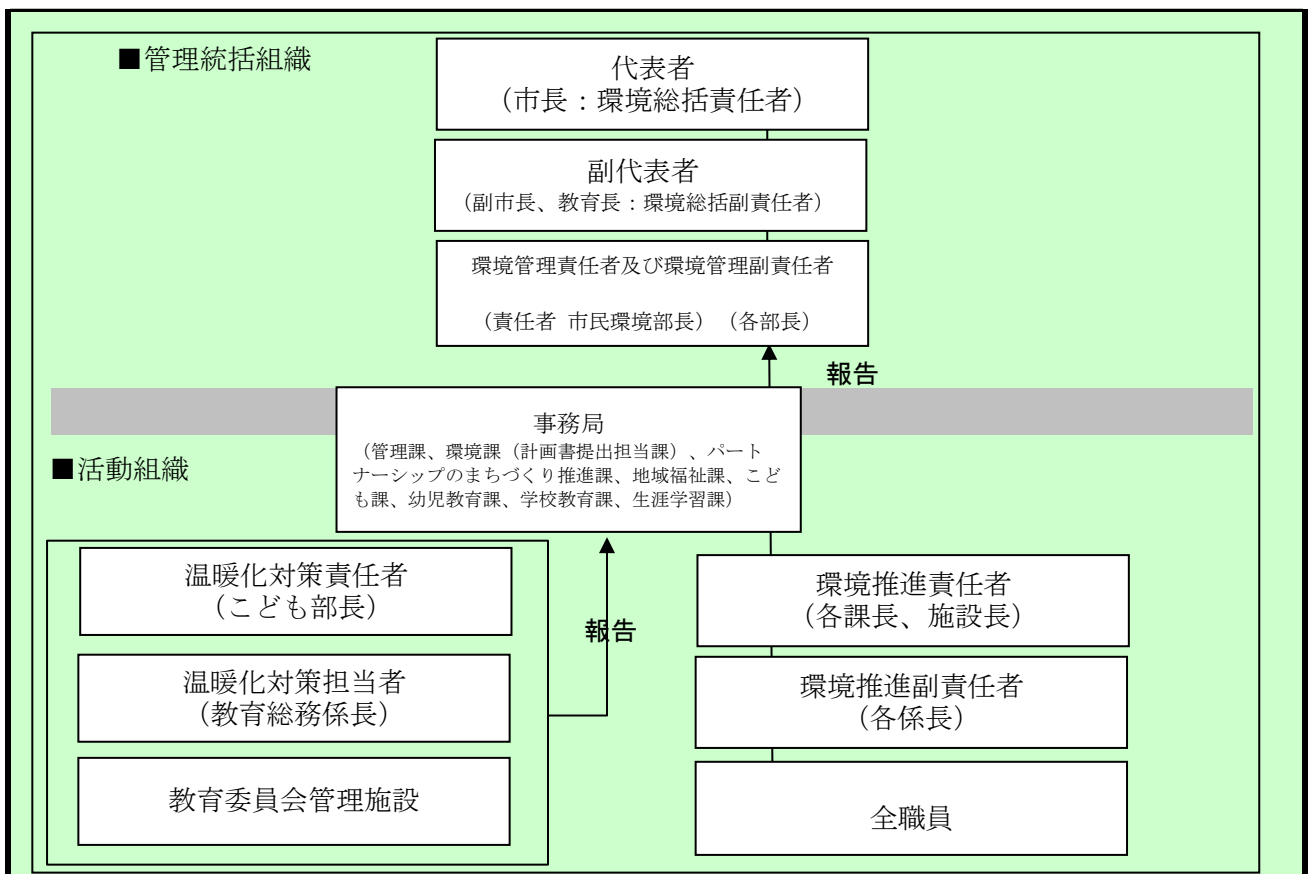 ■管理統括組織
代表者
（市長：環境総括責任者）
副代表者
（副市長、教育長：環境総括副責任者）
環境管理責任者及び環境管理副責任者
（責任者 市民環境部長）（各部長）
報告
事務局
（管理課、環境課（計画書提出担当課）、パート
ナーシップのまちづくり推進課、地域福祉課、こど
も課、幼児教育課、学校教育課、生涯学習課）
■活動組織
温暖化対策責任者
（こども部長）
温暖化対策担当者
（教育総務係長）
教育委員会管理施設
報告
環境推進責任者
（各課長、施設長）
環境推進副責任者
（各係長）
全職員